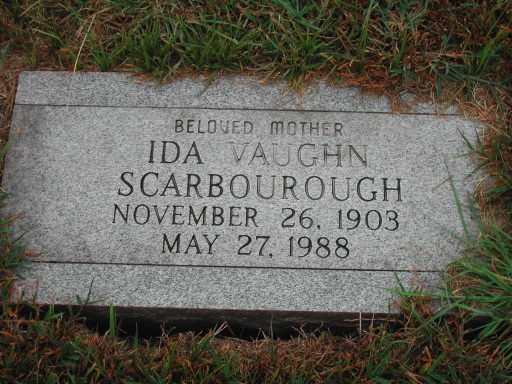 BELOVED MOTHER
IDA VAUGHN
SCARBOUROUGH
NOVEMBER 26, 1903
MAY 27, 1988